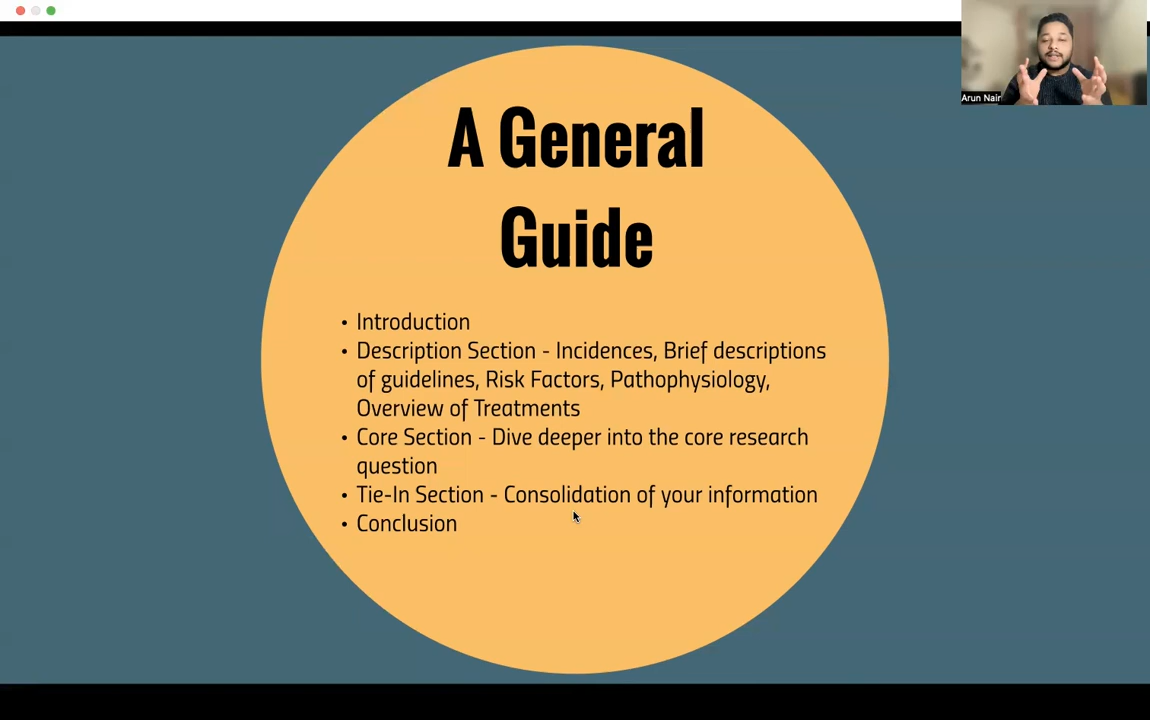 Arun Nair
A General
Guide
• Introduction
• Description Section - Incidences, Brief descriptions
of guidelines, Risk Factors, Pathophysiology,
Overview of Treatments
• Core Section - Dive deeper into the core research
question
• Tie-In Section - Consolidation of your information
• Conclusion